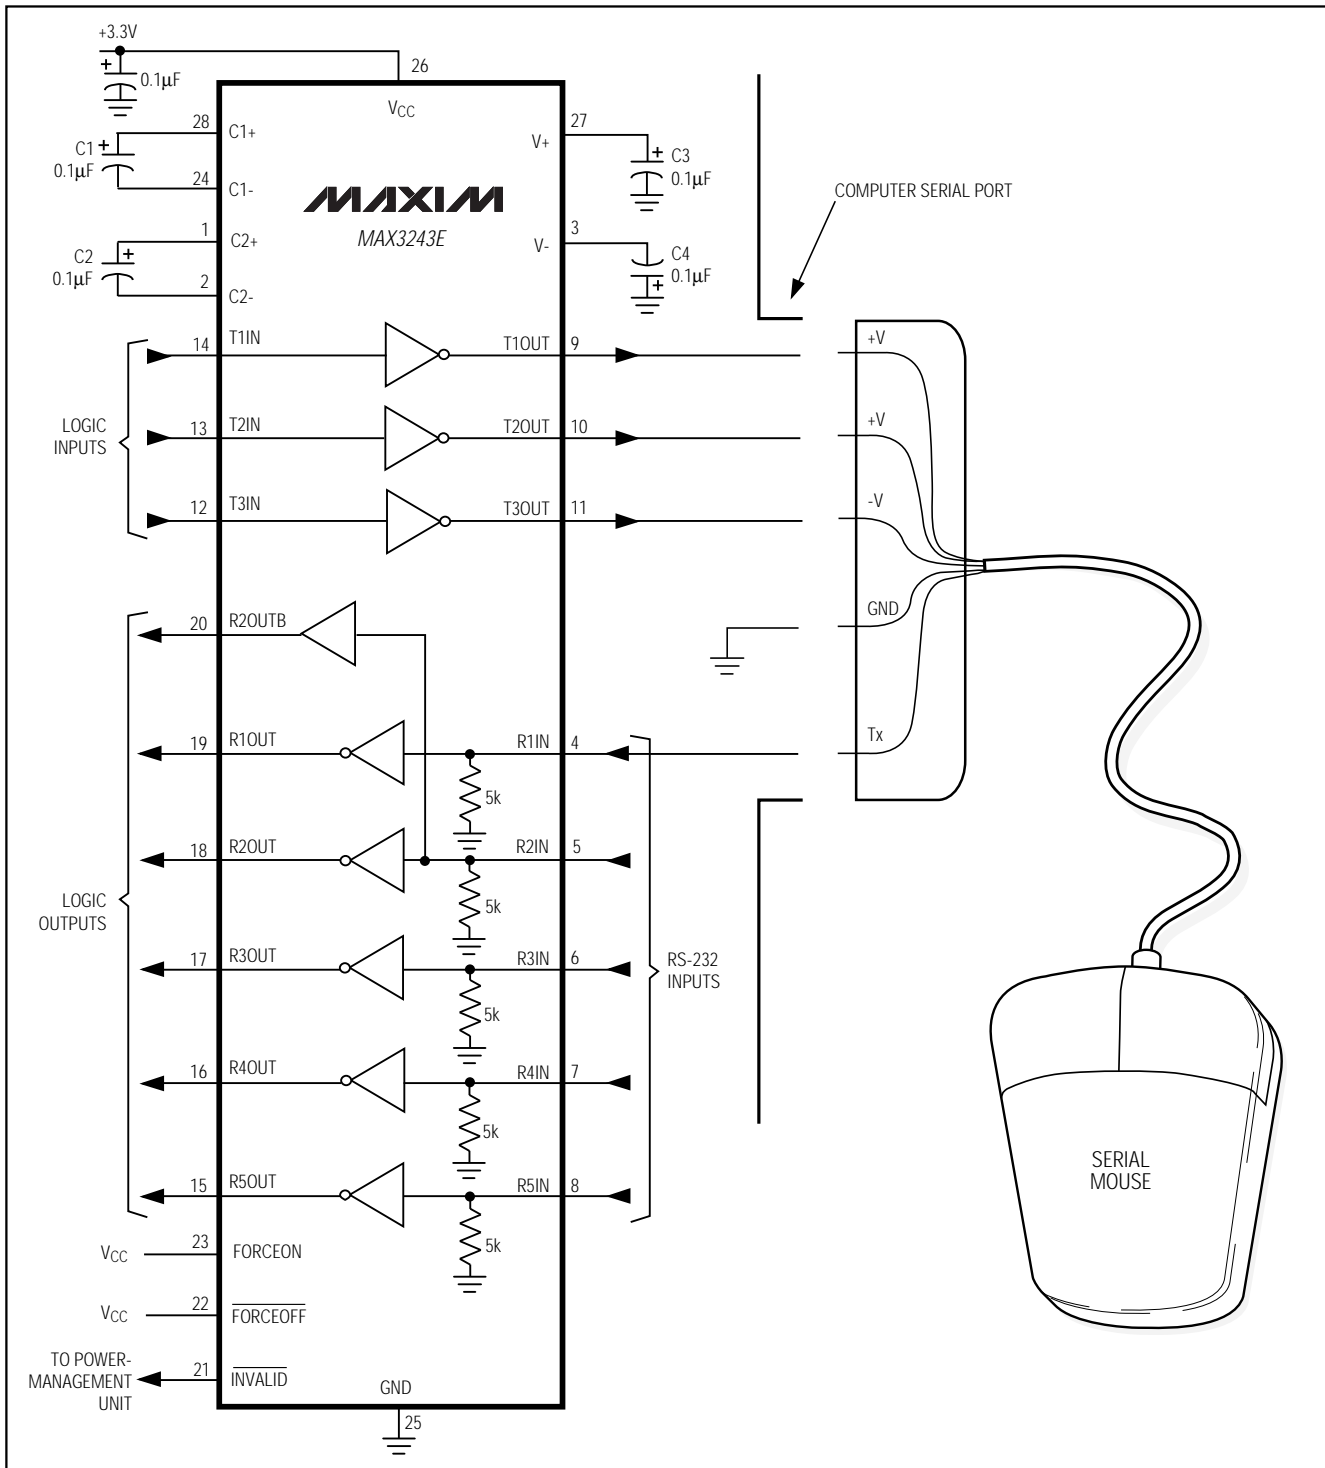 +3.3V
+
0.1µF
26
VCC
28
C1+
C1
+
0.1µF
24
C1-
1
C2+
C2
+
0.1µF
2
C2-
MAXIM
MAX3243E
27
V+
+
C3
0.1µF
3
V-
C4
0.1µF
+
COMPUTER SERIAL PORT
LOGIC
INPUTS
14
T1IN
T1OUT
9
13
T2IN
T2OUT
10
12
T3IN
T3OUT
11
+V
+V
-V
GND
Tx
LOGIC
OUTPUTS
20
R2OUTB
19
R1OUT
R1IN
4
5k
18
R2OUT
R2IN
5
5k
17
R3OUT
R3IN
6
5k
16
R4OUT
R4IN
7
5k
15
R5OUT
R5IN
8
5k
RS-232
INPUTS
VCC
23
FORCEON
VCC
22
FORCEOFF
TO POWER-
MANAGEMENT
UNIT
21
INVALID
GND
25
SERIAL
MOUSE